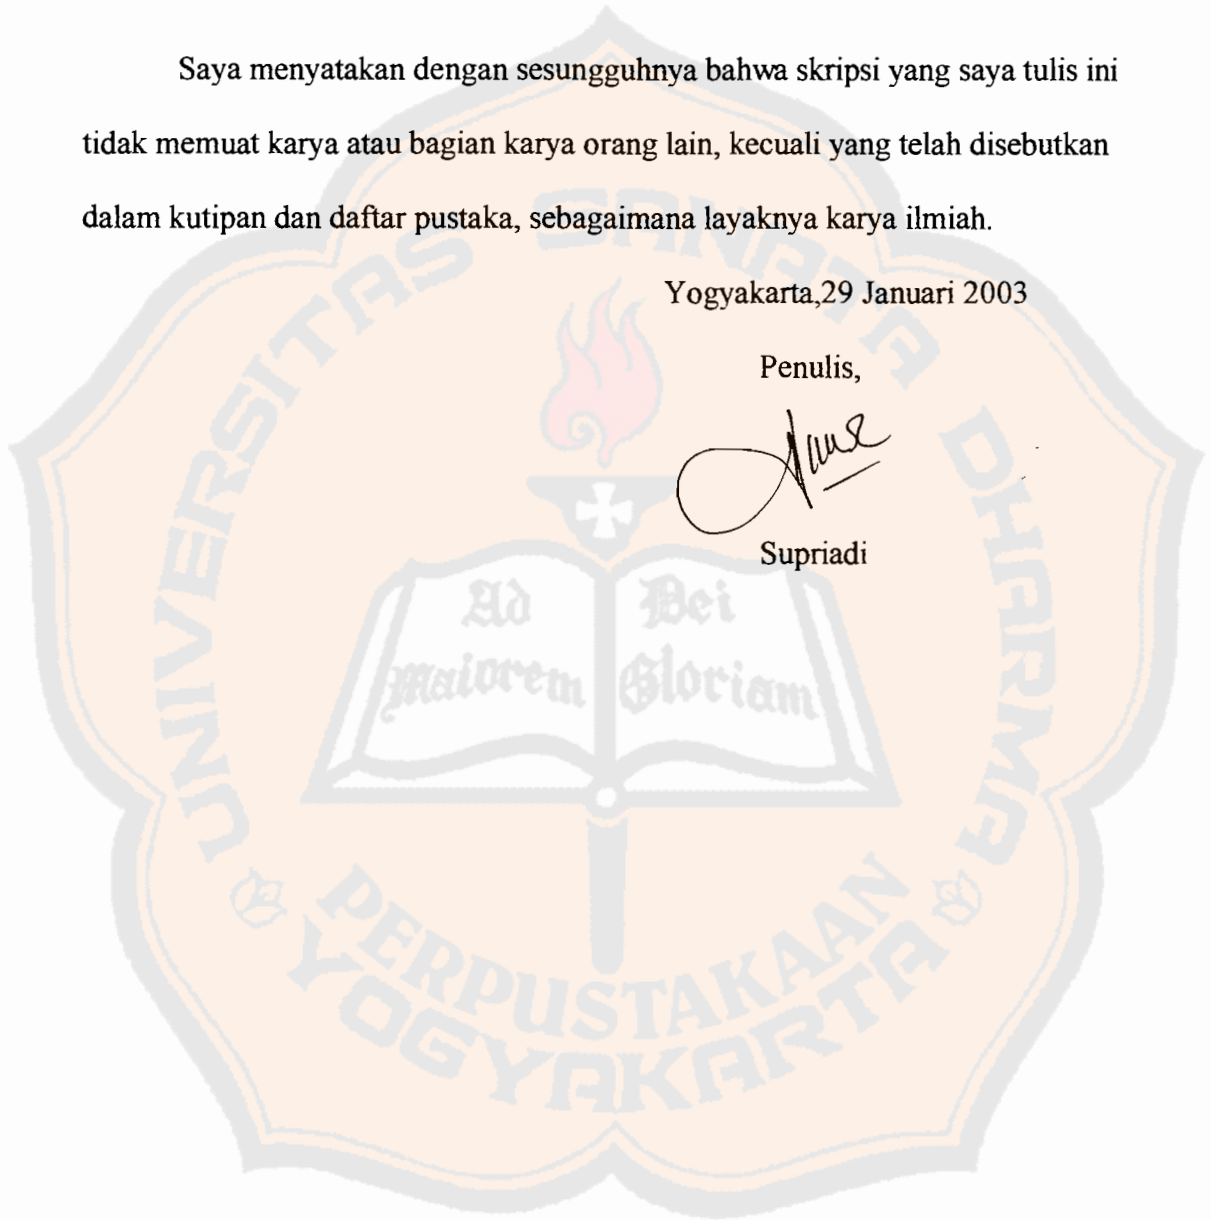 Saya menyatakan dengan sesungguhnya bahwa skripsi yang saya tulis ini
tidak memuat karya atau bagian karya orang lain, kecuali yang telah disebutkan
dalam kutipan dan daftar pustaka, sebagaimana layaknya karya ilmiah.
Yogyakarta,29 Januari 2003
Penulis,
Supriadi
UNIVERSITAS SANATA DHARMA
Ad
maiorem
Dei
Gloriam
PERPUSTAKAAN
YOGYAKARTA